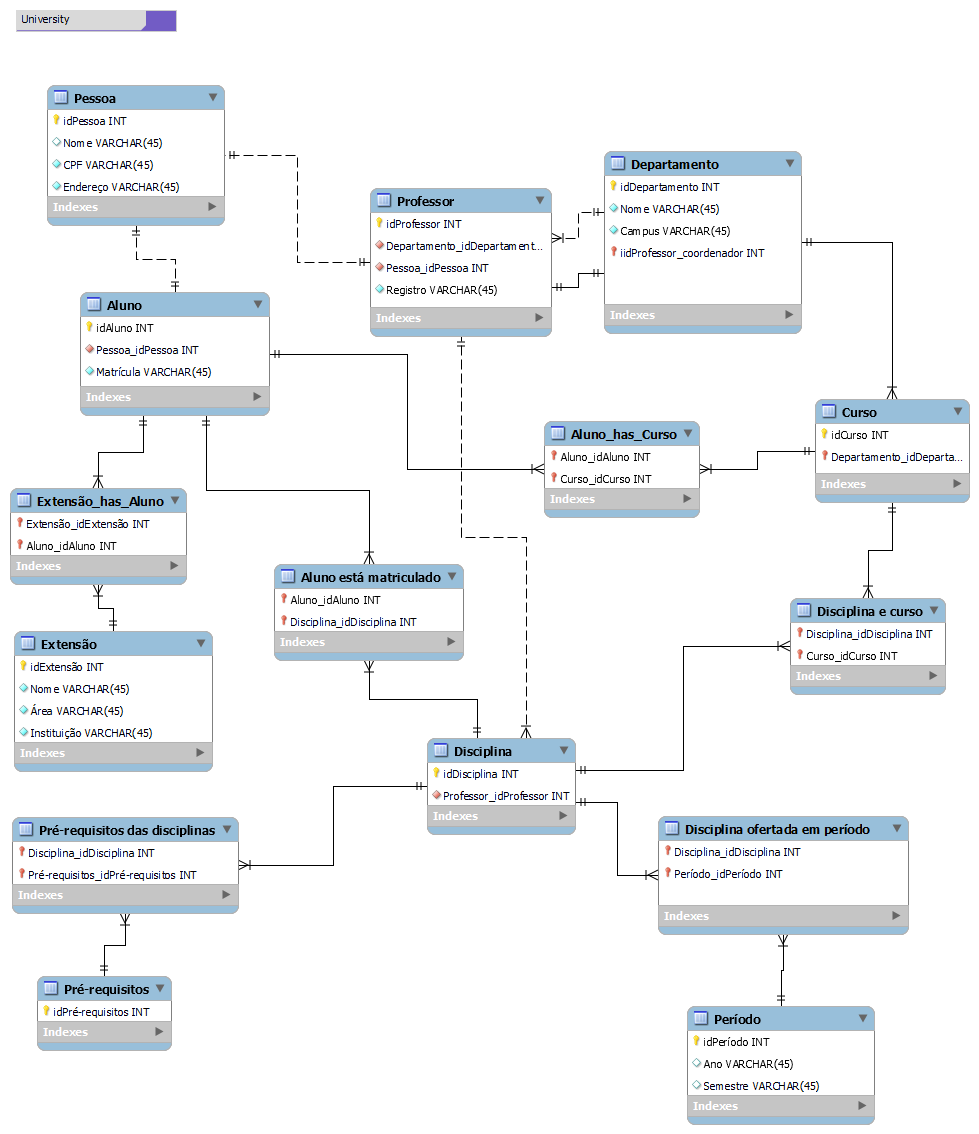 University
Pessoa
idPessoa INT
Nome VARCHAR(45)
CPF VARCHAR(45)
Endereço VARCHAR(45)
Indexes
Professor
idProfessor INT
Departamento_idDepartament...
Pessoa_idPessoa INT
Registro VARCHAR(45)
Indexes
Departamento
idDepartamento INT
Nome VARCHAR(45)
Campus VARCHAR(45)
iidProfessor_coordenador INT
Indexes
Aluno
idAluno INT
Pessoa_idPessoa INT
Matrícula VARCHAR(45)
Indexes
Aluno_has_Curso
Aluno_idAluno INT
Curso_idCurso INT
Indexes
Curso
idCurso INT
Departamento_idDeparta...
Indexes
Extensão_has_Aluno
Extensão_idExtensão INT
Aluno_idAluno INT
Indexes
Aluno está matriculado
Aluno_idAluno INT
Disciplina_idDisciplina INT
Indexes
Disciplina e curso
Disciplina_idDisciplina INT
Curso_idCurso INT
Indexes
Extensão
idExtensão INT
Nome VARCHAR(45)
Área VARCHAR(45)
Instituição VARCHAR(45)
Indexes
Disciplina
idDisciplina INT
Professor_idProfessor INT
Indexes
Pré-requisitos das disciplinas
Disciplina_idDisciplina INT
Pré-requisitos_idPré-requisitos INT
Indexes
Disciplina ofertada em período
Disciplina_idDisciplina INT
Período_idPeríodo INT
Indexes
Pré-requisitos
idPré-requisitos INT
Indexes
Período
idPeríodo INT
Ano VARCHAR(45)
Semestre VARCHAR(45)
Indexes